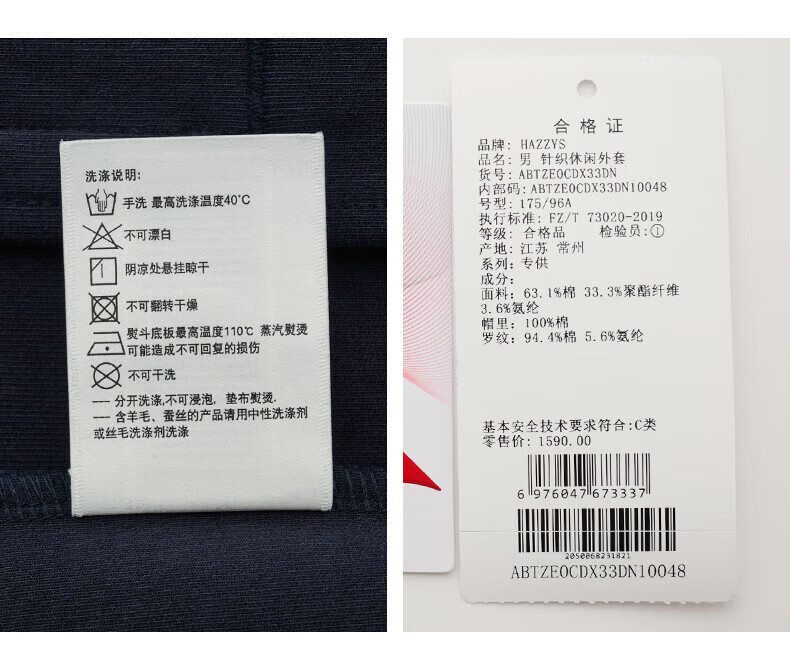 洗涤说明:
手洗 最高洗涤温度40℃
不可漂白
阴凉处悬挂晾干
不可翻转干燥
熨斗底板最高温度110℃ 蒸汽熨烫
可能造成不可回复的损伤
不可干洗
--- 分开洗涤,不可浸泡, 垫布熨烫.
--- 含羊毛、蚕丝的产品请用中性洗涤剂
或丝毛洗涤剂洗涤
合格证
品牌: HAZZYS
品名: 男 针织休闲外套
货号: ABTZE0CDX33DN
内部码: ABTZE0CDX33DN10048
号型: 175/96A
执行标准: FZ/T 73020-2019
等级: 合格品 检验员:①
产地: 江苏 常州
系列: 专供
成分:
面料: 63.1%棉 33.3%聚酯纤维
3.6%氨纶
帽里: 100%棉
罗纹: 94.4%棉 5.6%氨纶
基本安全技术要求符合:C类
零售价: 1590.00
6 976047 673337
2050068231821
ABTZE0CDX33DN10048